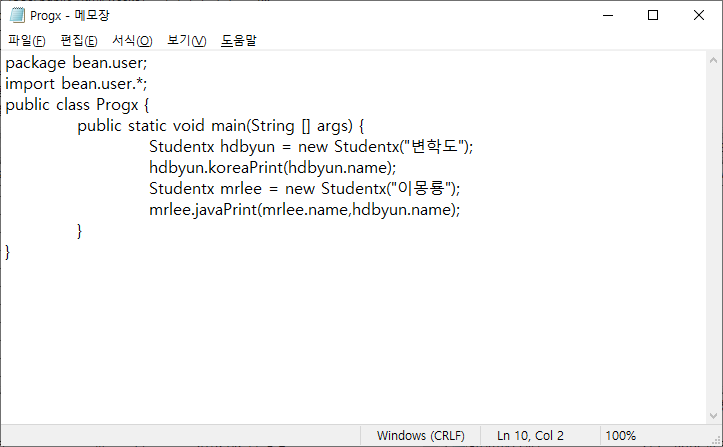 Progx - 메모장
파일(F) 편집(E) 서식(O) 보기(V) 도움말
package bean.user;
import bean.user.*;
public class Progx {
public static void main(String [] args) {
Studentx hdbyun = new Studentx("변학도");
hdbyun.koreaPrint(hdbyun.name);
Studentx mrlee = new Studentx("이몽룡");
mrlee.javaPrint(mrlee.name,hdbyun.name);
}
}
Windows (CRLF) Ln 10, Col 2 100%